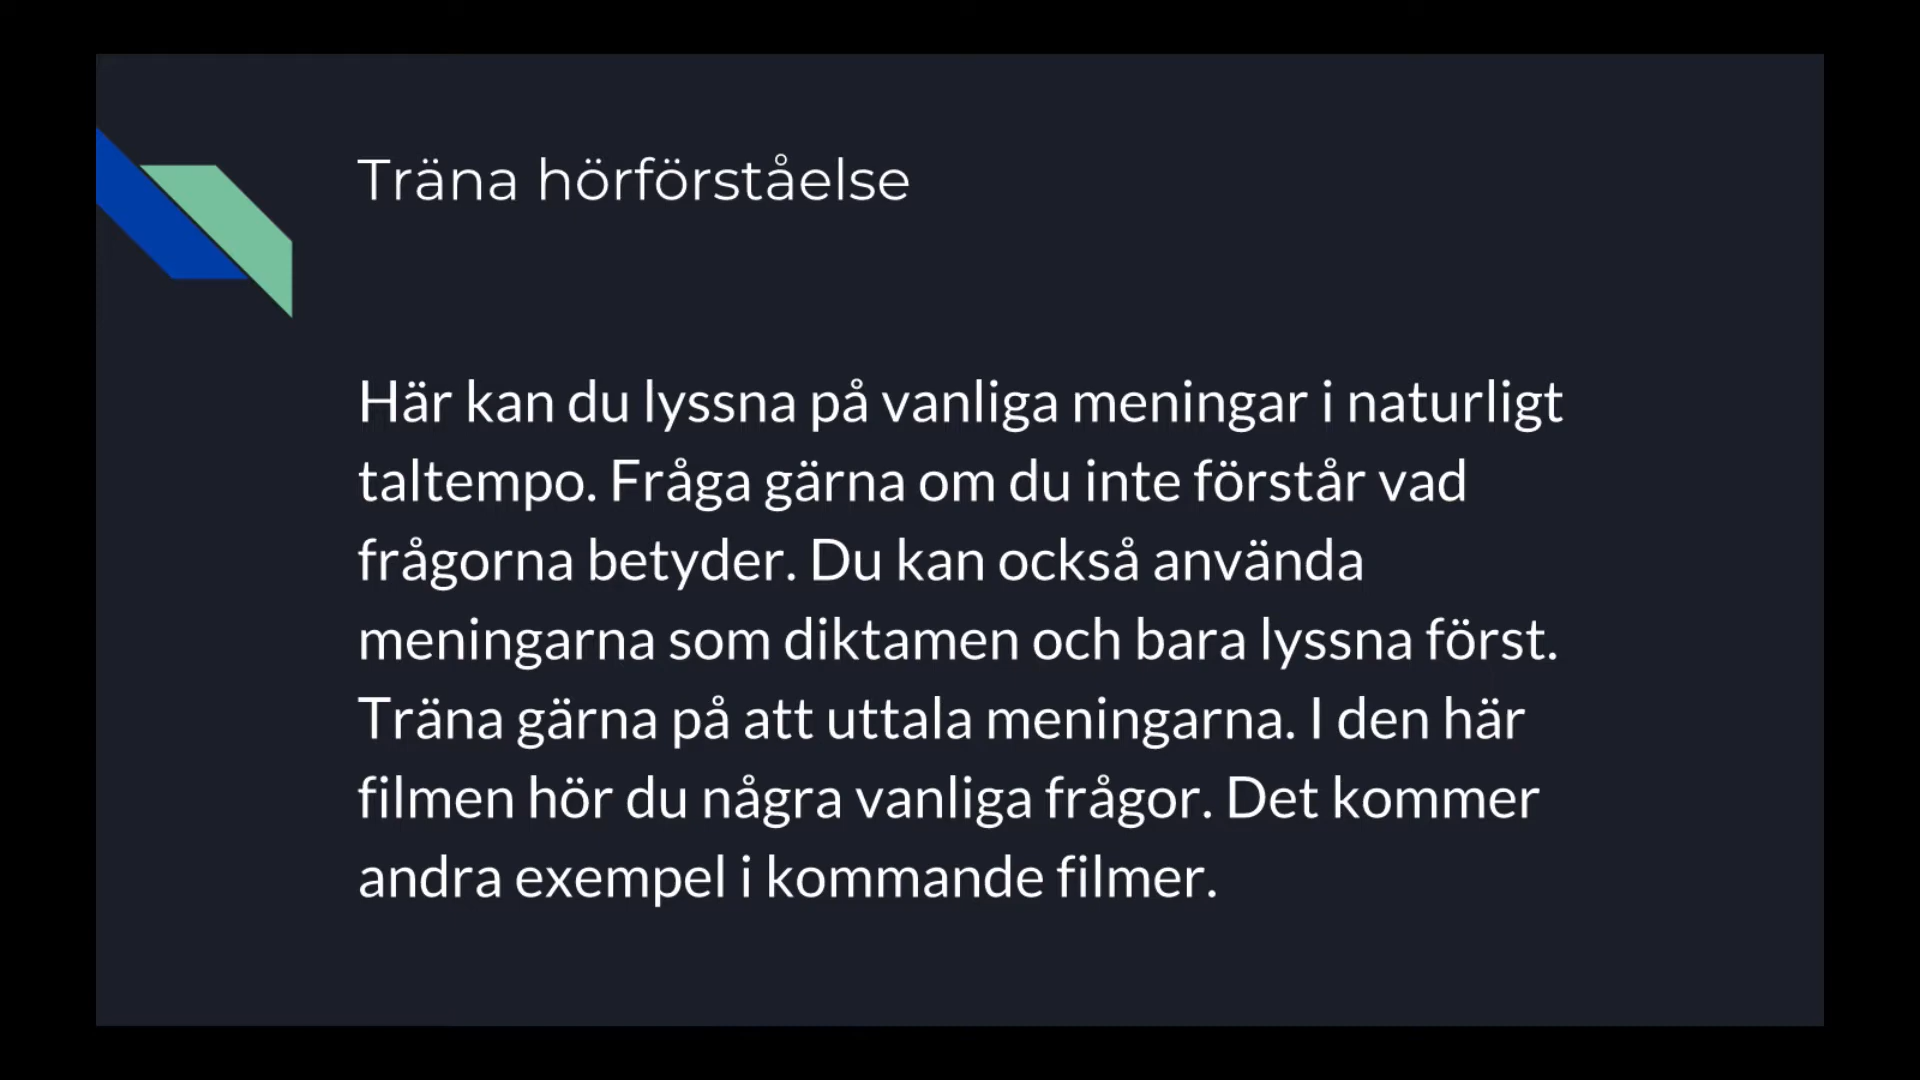 Träna hörförståelse
Här kan du lyssna på vanliga meningar i naturligt
taltempo. Fråga gärna om du inte förstår vad
frågorna betyder. Du kan också använda
meningarna som diktamen och bara lyssna först.
Träna gärna på att uttala meningarna. I den här
filmen hör du några vanliga frågor. Det kommer
andra exempel i kommande filmer.